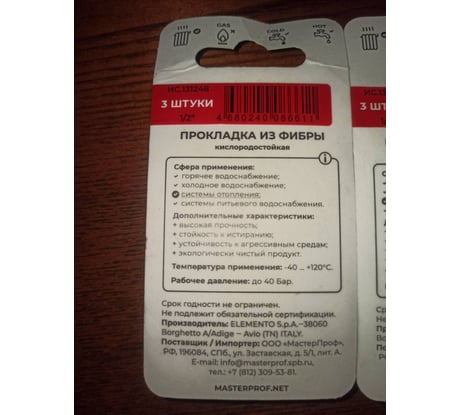 GAS
COLD
HOT
ИС.131248
3 ШТУКИ
1/2"
4 680240 086611
ПРОКЛАДКА ИЗ ФИБРЫ
кислородостойкая
Сфера применения:
✓ горячее водоснабжение;
✓ холодное водоснабжение;
✓ системы отопления;
✓ системы питьевого водоснабжения.
Дополнительные характеристики:
+ высокая прочность;
+ стойкость к истиранию;
+ устойчивость к агрессивным средам;
+ экологически чистый продукт.
Температура применения: -40 ... +120°С.
Рабочее давление: до 40 Бар.
Срок годности не ограничен.
Не подлежит обязательной сертификации.
Производитель: ELEMENTO S.p.A.–38060
Borghetto A/Adige – Avio (TN) ITALY.
Поставщик / Импортер: ООО «МастерПроф»,
РФ, 196084, СПб., ул. Заставская, д. 5/1, лит. А.
E-mail: info@masterprof.spb.ru,
тел.: +7 (812) 309-53-81.
MASTERPROF.NET
ИС.1
3 ШТ